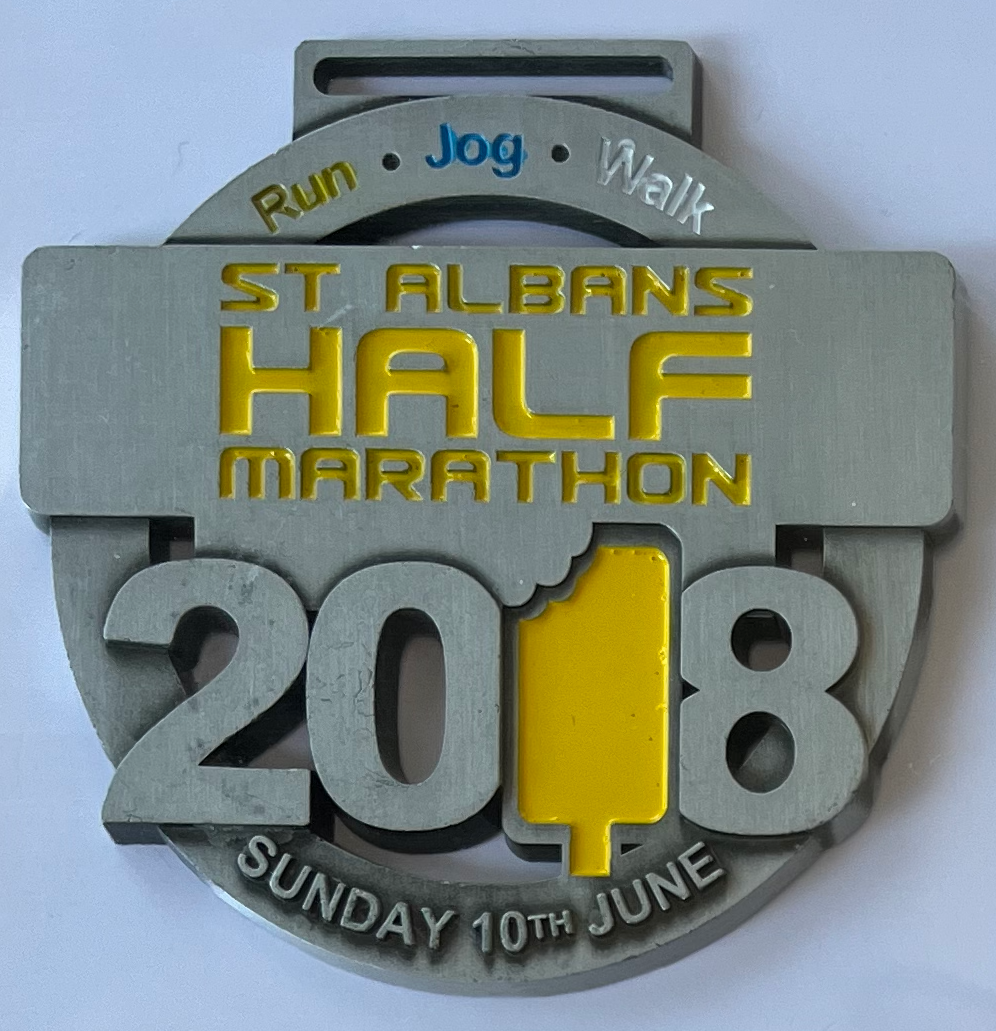 Run • Jog • Walk
ST ALBANS
HALF
MARATHON
2018
SUNDAY 10TH JUNE